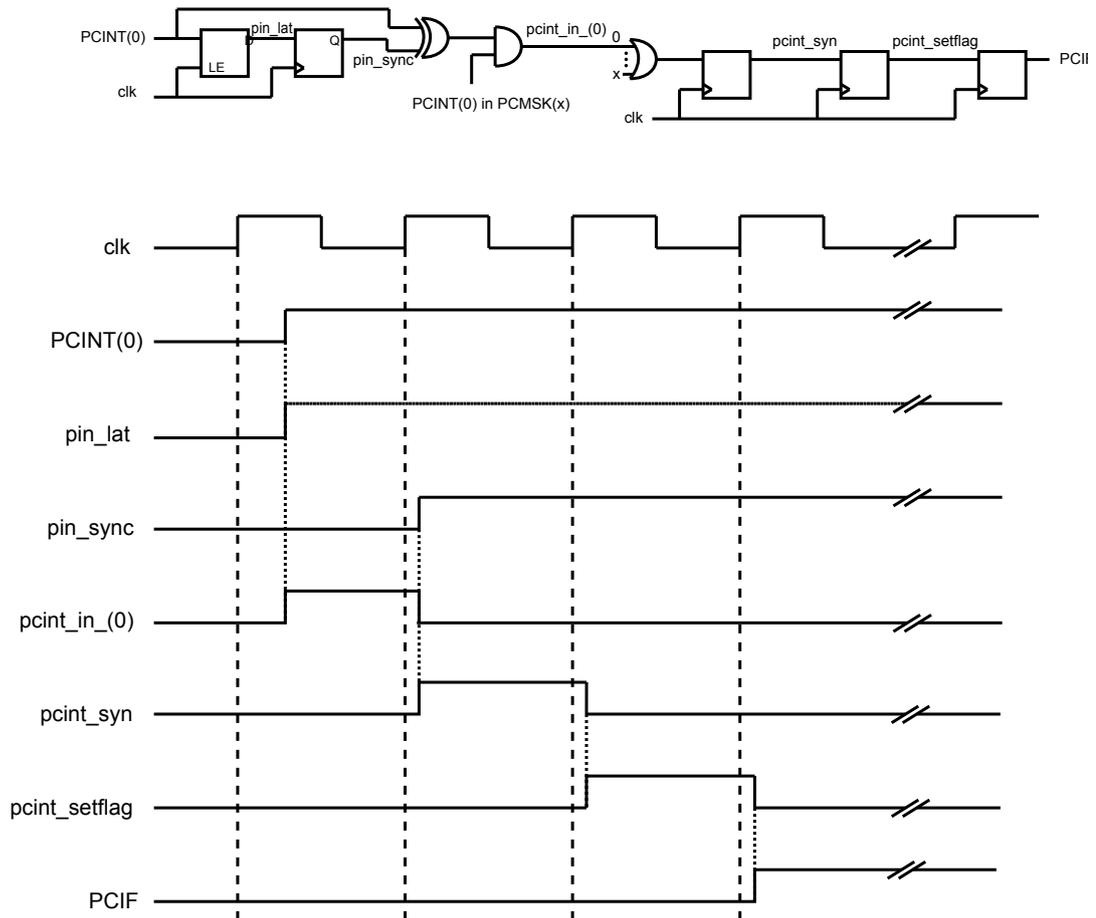 PCINT(0)
pin_lat
D
Q
LE
pin_sync
clk
PCINT(0) in PCMSK(x)
pcint_in_(0)
0
x
pcint_syn
pcint_setflag
PCIF
clk
clk
PCINT(0)
pin_lat
pin_sync
pcint_in_(0)
pcint_syn
pcint_setflag
PCIF